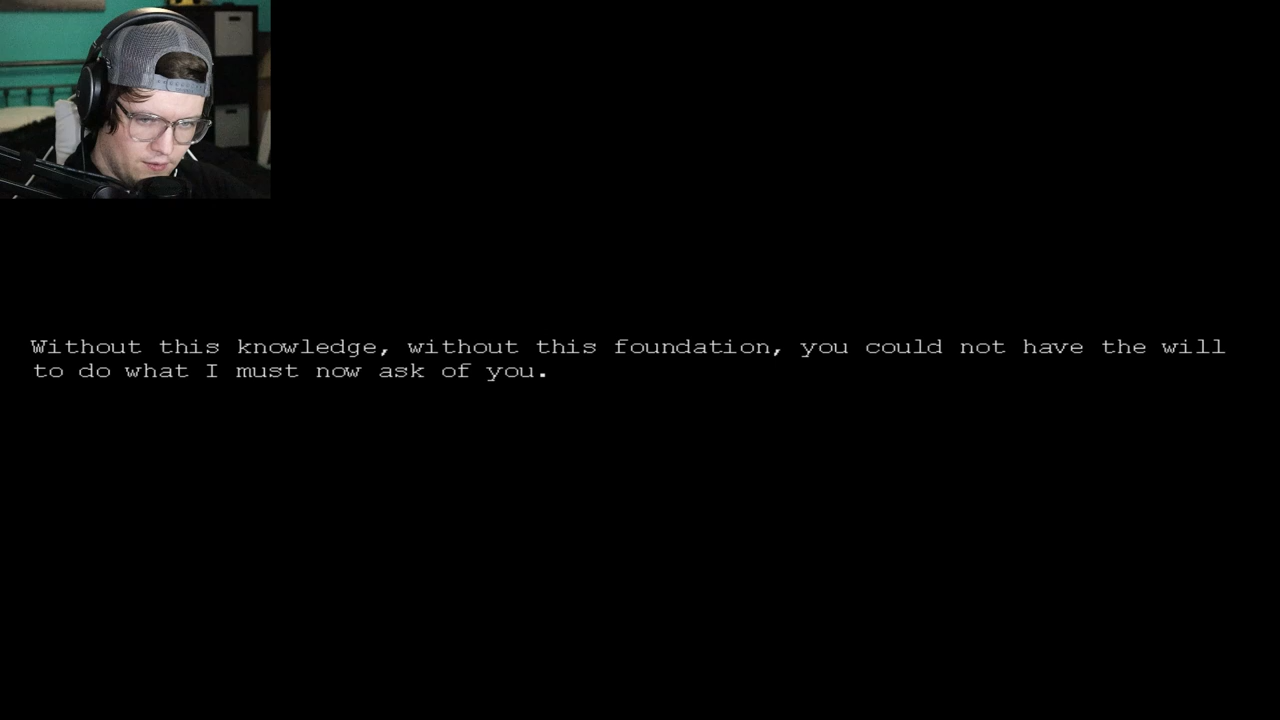 Without this knowledge, without this foundation, you could not have the will
to do what I must now ask of you.